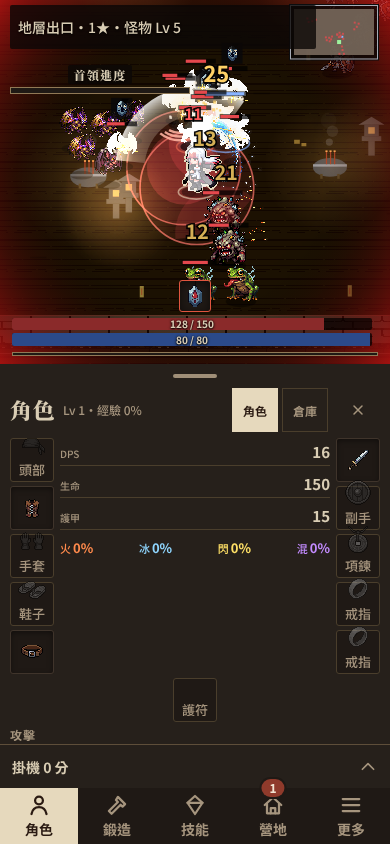 地層出口・1★・怪物 Lv 5
首領進度
25
11
13
21
12
128 / 150
80 / 80
角色 Lv 1・經驗 0% 角色 倉庫 ×
頭部
DPS 16
生命 150
護甲 15
副手
手套
火0% 冰0% 閃0% 混0%
項鍊
鞋子
戒指
戒指
護符
攻擊
掛機 0 分
1
角色 鍛造 技能 營地 更多